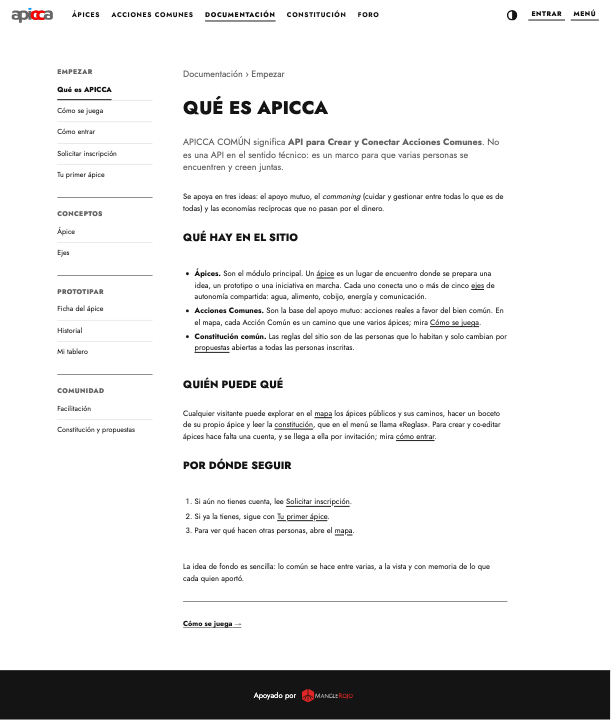 apicca
ÁPICES
ACCIONES COMUNES
DOCUMENTACIÓN
CONSTITUCIÓN
FORO
ENTRAR
MENÚ
EMPEZAR
Qué es APICCA
Cómo se juega
Cómo entrar
Solicitar inscripción
Tu primer ápice
CONCEPTOS
Ápice
Ejes
PROTOTIPAR
Ficha del ápice
Historial
Mi tablero
COMUNIDAD
Facilitación
Constitución y propuestas
Documentación › Empezar
QUÉ ES APICCA
APICCA COMÚN significa API para Crear y Conectar Acciones Comunes. No
es una API en el sentido técnico: es un marco para que varias personas se
encuentren y creen juntas.
Se apoya en tres ideas: el apoyo mutuo, el commoning (cuidar y gestionar entre todas lo que es de
todas) y las economías recíprocas que no pasan por el dinero.
QUÉ HAY EN EL SITIO
• Ápices. Son el módulo principal. Un ápice es un lugar de encuentro donde se prepara una
idea, un prototipo o una iniciativa en marcha. Cada uno conecta uno o más de cinco ejes de
autonomía compartida: agua, alimento, cobijo, energía y comunicación.
• Acciones Comunes. Son la base del apoyo mutuo: acciones reales a favor del bien común. En
el mapa, cada Acción Común es un camino que une varios ápices; mira Cómo se juega.
• Constitución común. Las reglas del sitio son de las personas que lo habitan y solo cambian por
propuestas abiertas a todas las personas inscritas.
QUIÉN PUEDE QUÉ
Cualquier visitante puede explorar en el mapa los ápices públicos y sus caminos, hacer un boceto
de su propio ápice y leer la constitución, que en el menú se llama «Reglas». Para crear y co-editar
ápices hace falta una cuenta, y se llega a ella por invitación; mira cómo entrar.
POR DÓNDE SEGUIR
1. Si aún no tienes cuenta, lee Solicitar inscripción.
2. Si ya la tienes, sigue con Tu primer ápice.
3. Para ver qué hacen otras personas, abre el mapa.
La idea de fondo es sencilla: lo común se hace entre varias, a la vista y con memoria de lo que
cada quien aportó.
Cómo se juega →
Apoyado por
MANGLEROJO